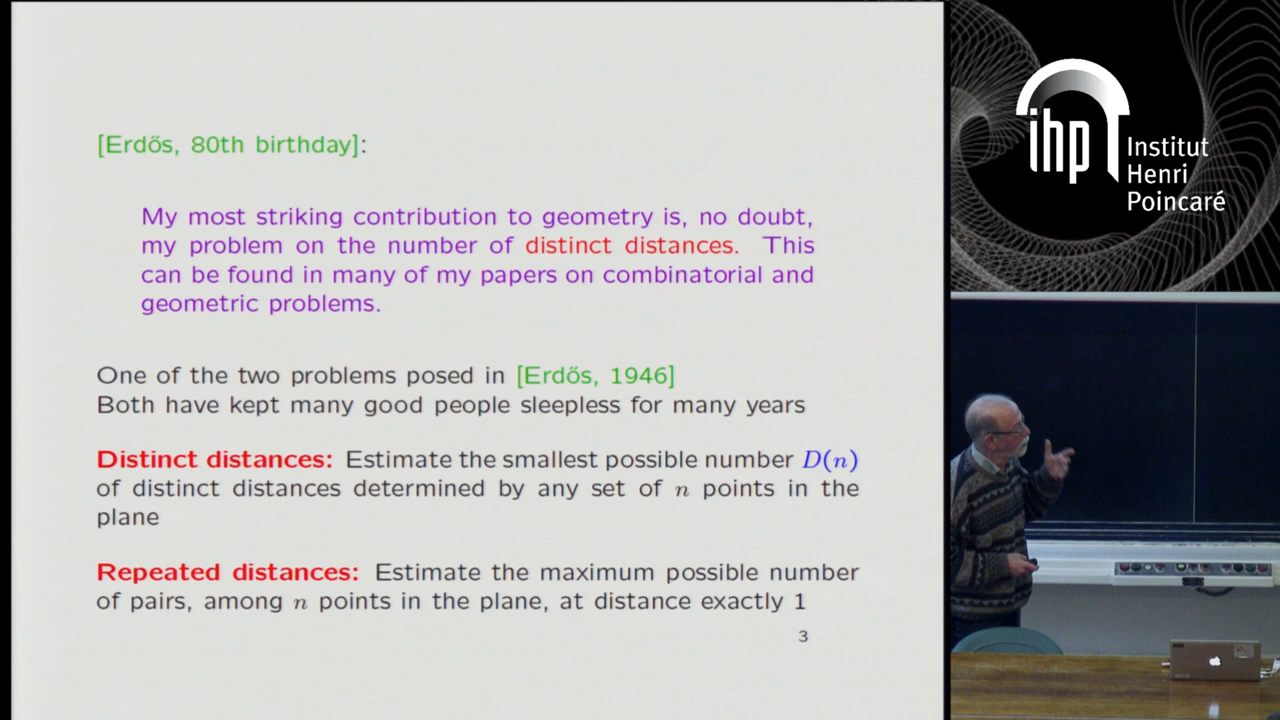 [Erdős, 80th birthday]:
My most striking contribution to geometry is, no doubt,
my problem on the number of distinct distances. This
can be found in many of my papers on combinatorial and
geometric problems.
One of the two problems posed in [Erdős, 1946]
Both have kept many good people sleepless for many years
Distinct distances: Estimate the smallest possible number D(n)
of distinct distances determined by any set of n points in the
plane
Repeated distances: Estimate the maximum possible number
of pairs, among n points in the plane, at distance exactly 1
3
ihp
Institut
Henri
Poincaré